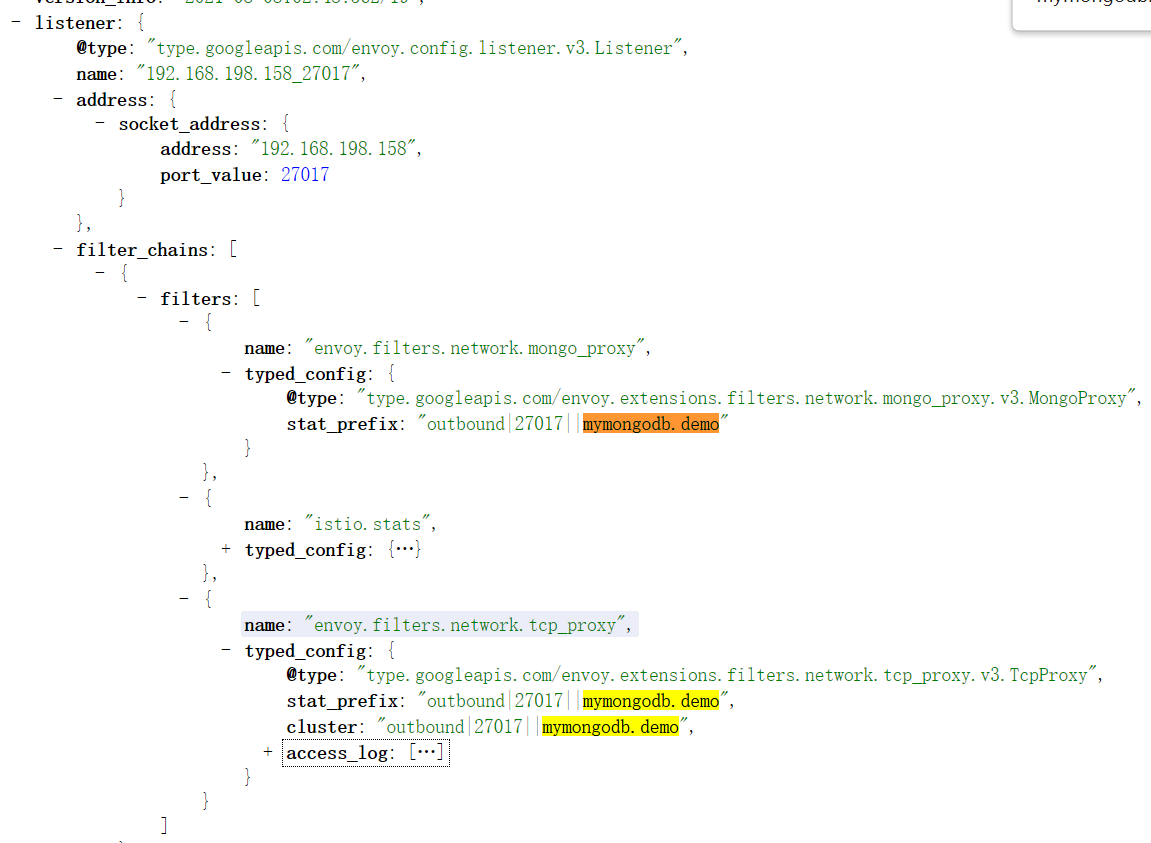 - listener: {
@type: "type.googleapis.com/envoy.config.listener.v3.Listener",
name: "192.168.198.158_27017",
- address: {
- socket_address: {
address: "192.168.198.158",
port_value: 27017
}
},
- filter_chains: [
- {
- filters: [
- {
name: "envoy.filters.network.mongo_proxy",
- typed_config: {
@type: "type.googleapis.com/envoy.extensions.filters.network.mongo_proxy.v3.MongoProxy",
stat_prefix: "outbound|27017||mymongodb.demo"
}
},
- {
name: "istio.stats",
+ typed_config: {…}
},
- {
name: "envoy.filters.network.tcp_proxy",
- typed_config: {
@type: "type.googleapis.com/envoy.extensions.filters.network.tcp_proxy.v3.TcpProxy",
stat_prefix: "outbound|27017||mymongodb.demo",
cluster: "outbound|27017||mymongodb.demo",
+ access_log: […]
}
}
]